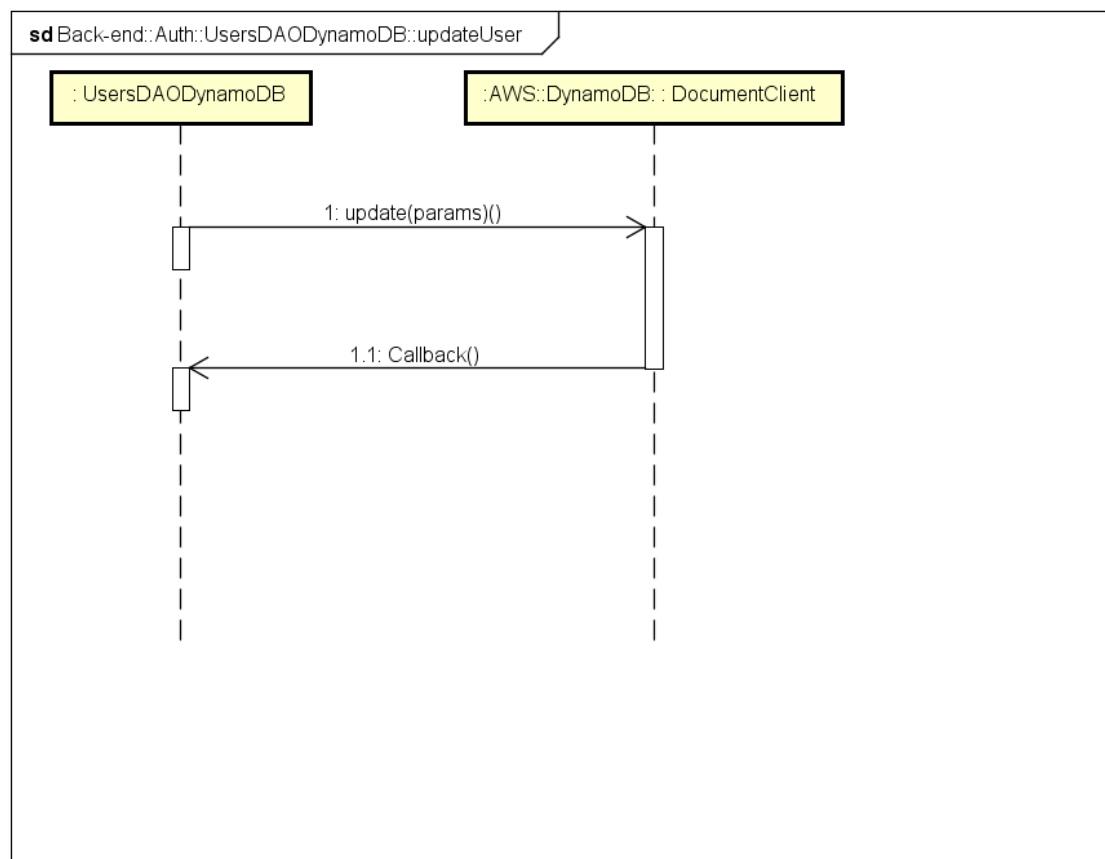 sd Back-end::Auth::UsersDAODynamoDB::updateUser
: UsersDAODynamoDB
:AWS::DynamoDB: : DocumentClient
1: update(params)()
1.1: Callback()